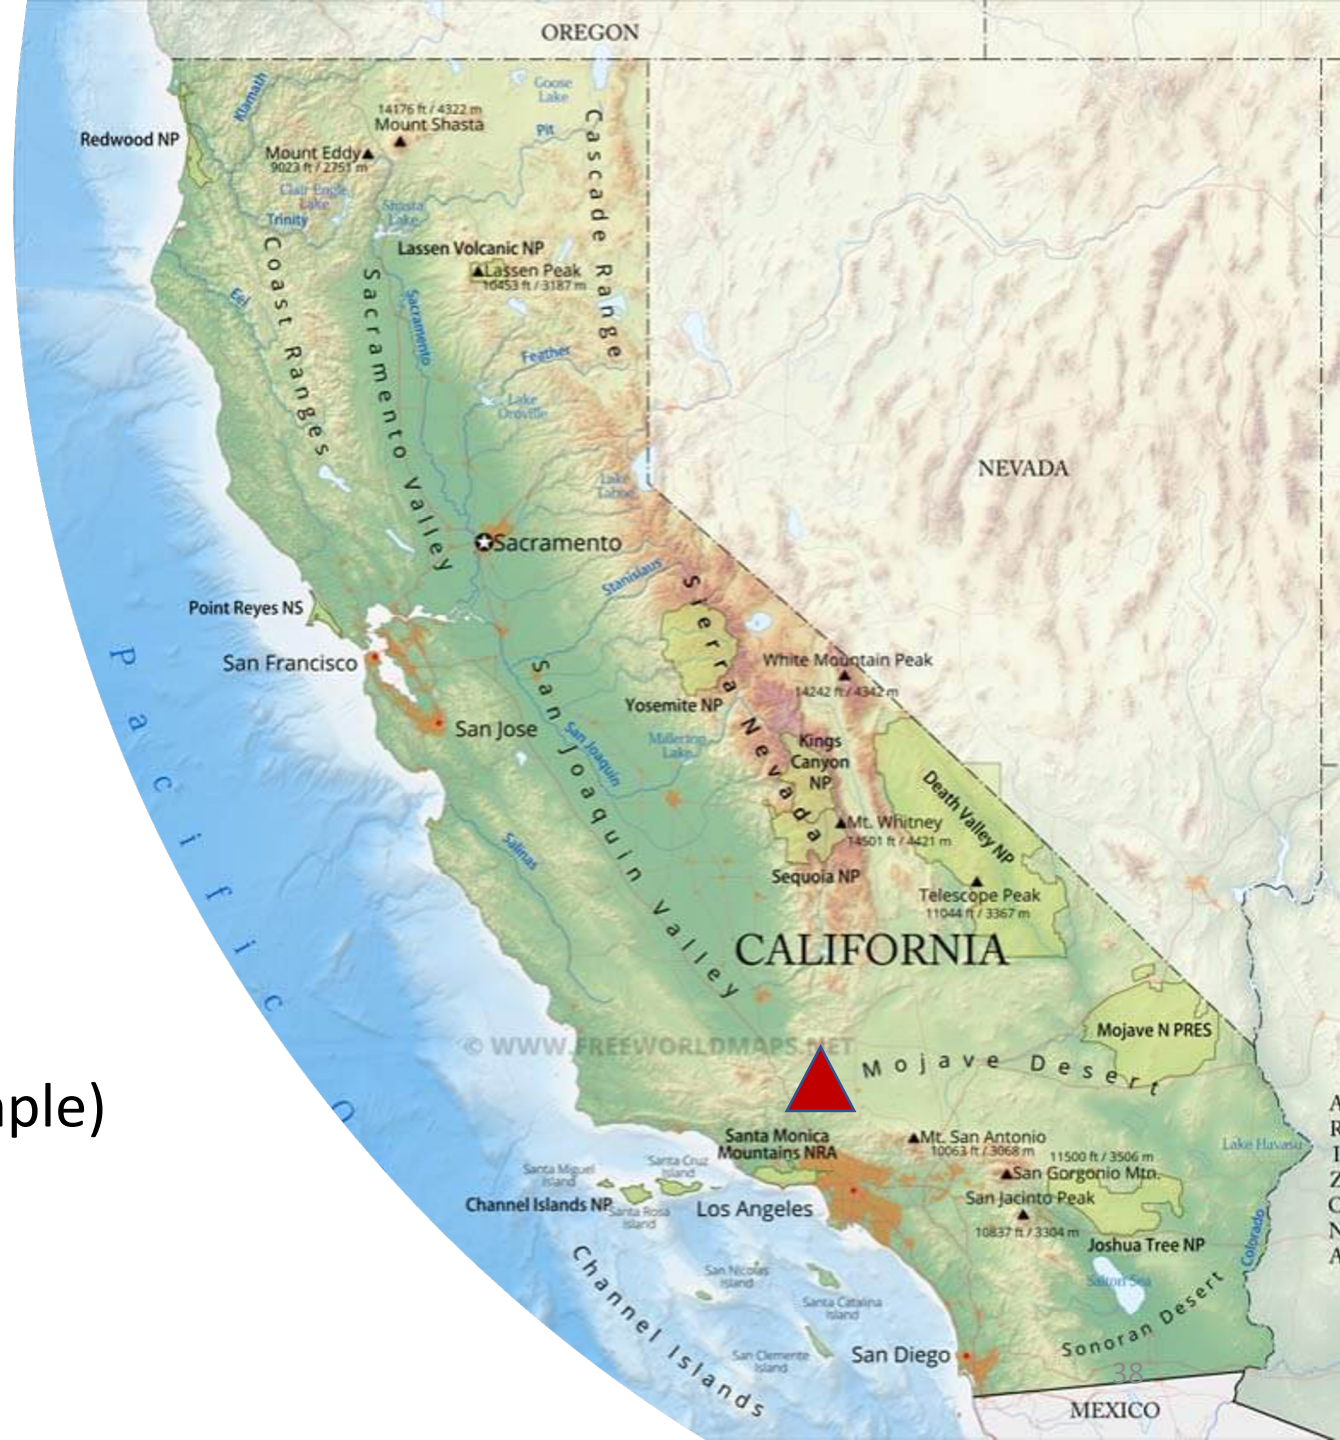 OREGON
Goose
Lake
Klamath
14176 ft / 4322 m
Mount Shasta
Pit
Cascade Range
Redwood NP
Mount Eddy
9023 ft / 2751 m
Clair Engle
Lake
Shasta
Lake
Trinity
Coast Ranges
Lassen Volcanic NP
Lassen Peak
10453 ft / 3187 m
Sacramento Valley
Eel
Sacramento
Feather
Lake
Oroville
NEVADA
Lake
Tahoe
Sacramento
Stanislaus
Sierra Nevada
Point Reyes NS
San Francisco
White Mountain Peak
14242 ft / 4342 m
San Joaquin Valley
Yosemite NP
San Jose
San Joaquin
Millerton
Lake
Kings
Canyon
NP
Death Valley NP
Pacific O
Mt. Whitney
14501 ft / 4421 m
Salinas
Sequoia NP
Telescope Peak
11044 ft / 3367 m
CALIFORNIA
Mojave N PRES
© WWW.FREEWORLDMAPS.NET
Mojave Desert
mple)
Santa Monica
Mountains NRA
Mt. San Antonio
10063 ft / 3068 m
11500 ft / 3506 m
San Gorgonio Mtn.
Lake Havasu
A
R
I
Z
O
N
A
Santa Miguel
Island
Santa Cruz
Island
Channel Islands NP
Santa Rosa
Island
Los Angeles
San Jacinto Peak
10837 ft / 3304 m
Joshua Tree NP
Colorado
Channel Islands
San Nicolas
Island
Salton Sea
Santa Catalina
Island
Sonoran Desert
San Clemente
Island
San Diego
38
MEXICO